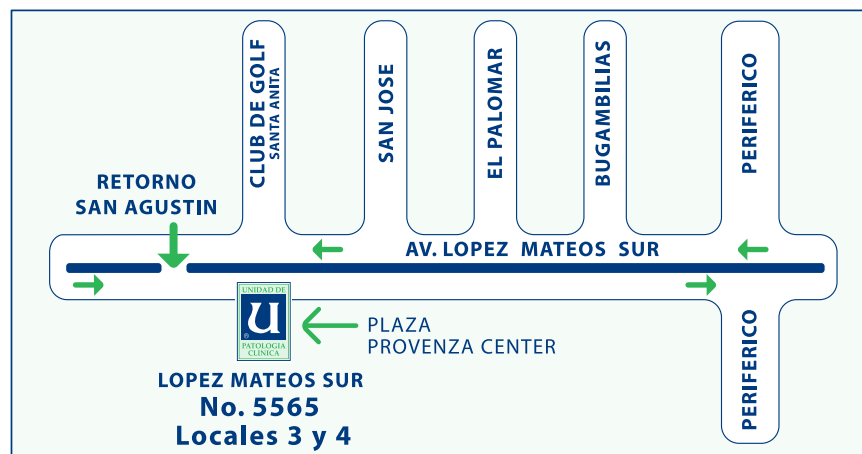 CLUB DE GOLF
SANTA ANITA
SAN JOSE
EL PALOMAR
BUGAMBILIAS
PERIFERICO
RETORNO
SAN AGUSTIN
AV. LOPEZ MATEOS SUR
UNIDAD DE
U
®
PATOLOGIA
CLINICA
PLAZA
PROVENZA CENTER
PERIFERICO
LOPEZ MATEOS SUR
No. 5565
Locales 3 y 4